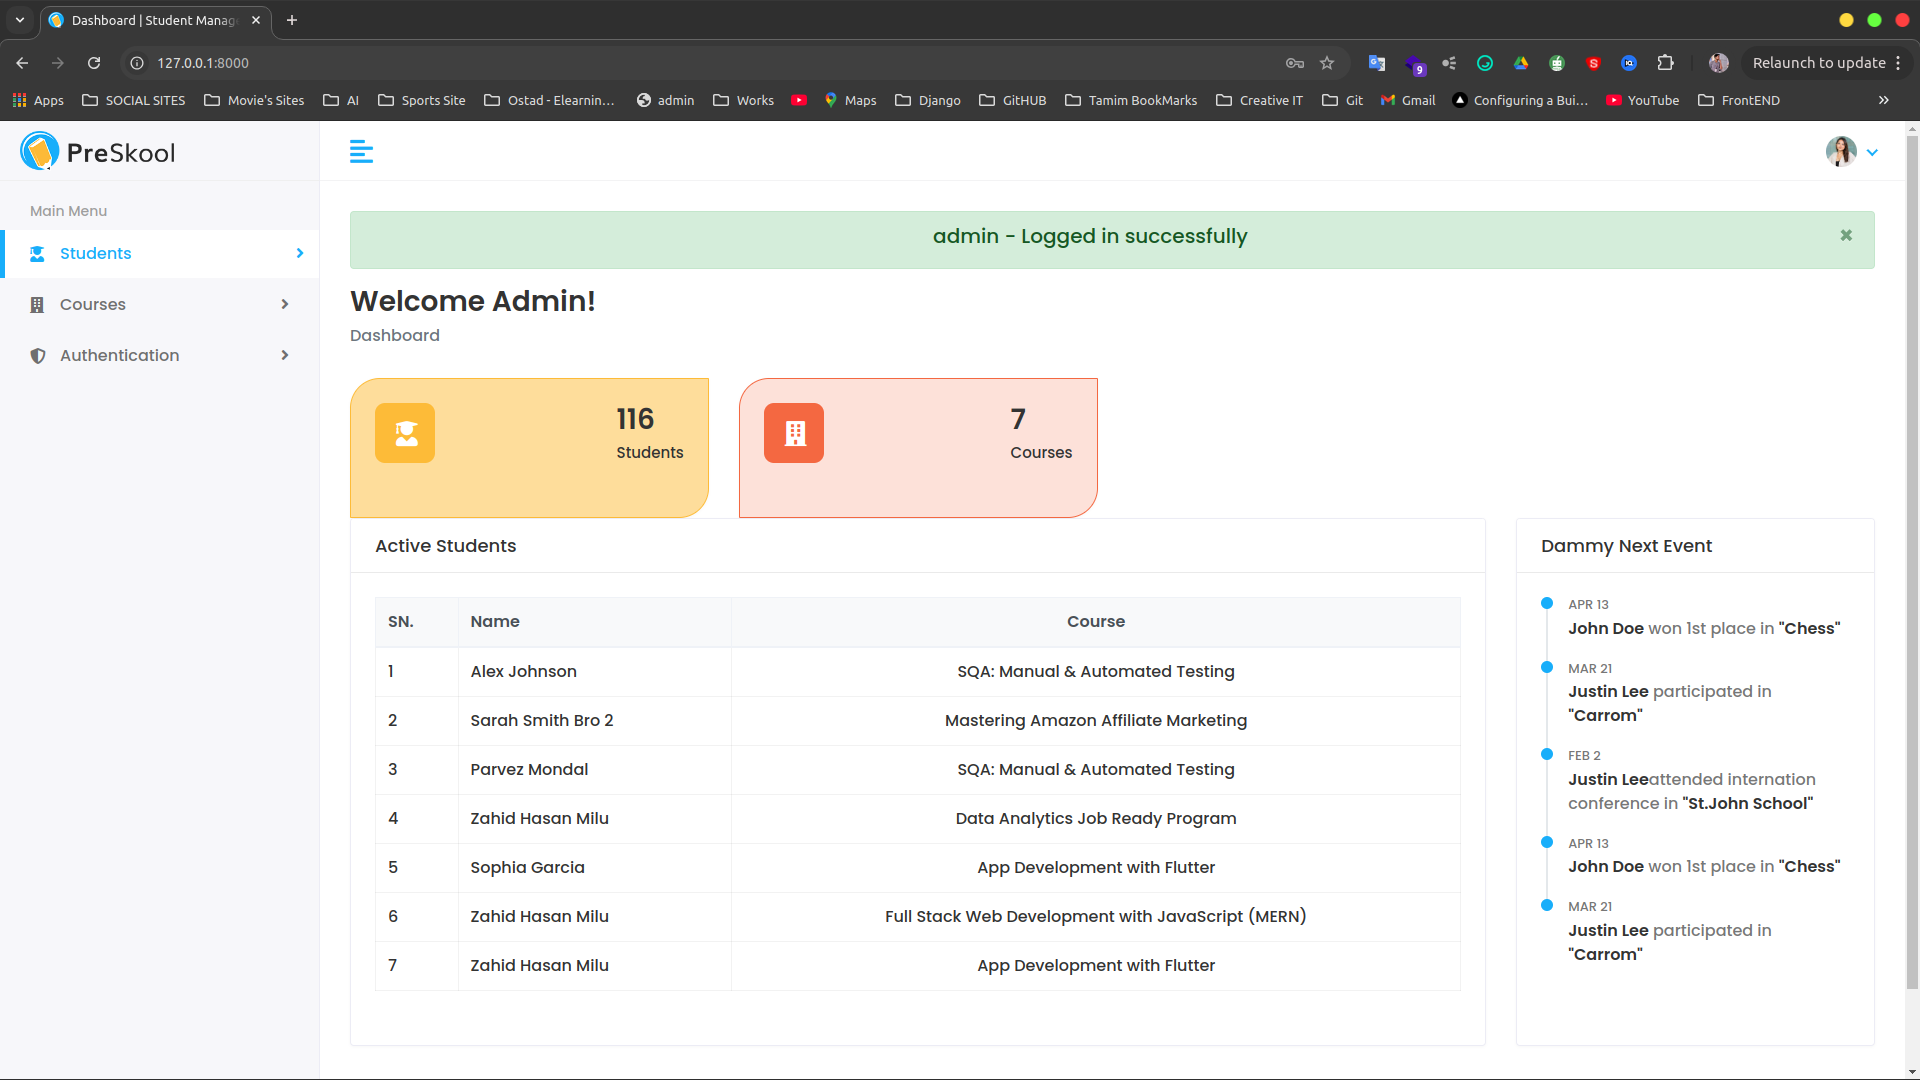 Dashboard | Student Manag
127.0.0.1:8000
9
Relaunch to update
Apps
SOCIAL SITES
Movie's Sites
AI
Sports Site
Ostad - Elearnin...
admin
Works
Maps
Django
GitHUB
Tamim BookMarks
Creative IT
Git
Gmail
Configuring a Bui...
YouTube
FrontEND
PreSkool
Main Menu
Students
Courses
Authentication
admin - Logged in successfully
Welcome Admin!
Dashboard
116
Students
7
Courses
Active Students
SN. Name Course
1 Alex Johnson SQA: Manual & Automated Testing
2 Sarah Smith Bro 2 Mastering Amazon Affiliate Marketing
3 Parvez Mondal SQA: Manual & Automated Testing
4 Zahid Hasan Milu Data Analytics Job Ready Program
5 Sophia Garcia App Development with Flutter
6 Zahid Hasan Milu Full Stack Web Development with JavaScript (MERN)
7 Zahid Hasan Milu App Development with Flutter
Dammy Next Event
APR 13
John Doe won 1st place in "Chess"
MAR 21
Justin Lee participated in
"Carrom"
FEB 2
Justin Leeattended internation
conference in "St.John School"
APR 13
John Doe won 1st place in "Chess"
MAR 21
Justin Lee participated in
"Carrom"